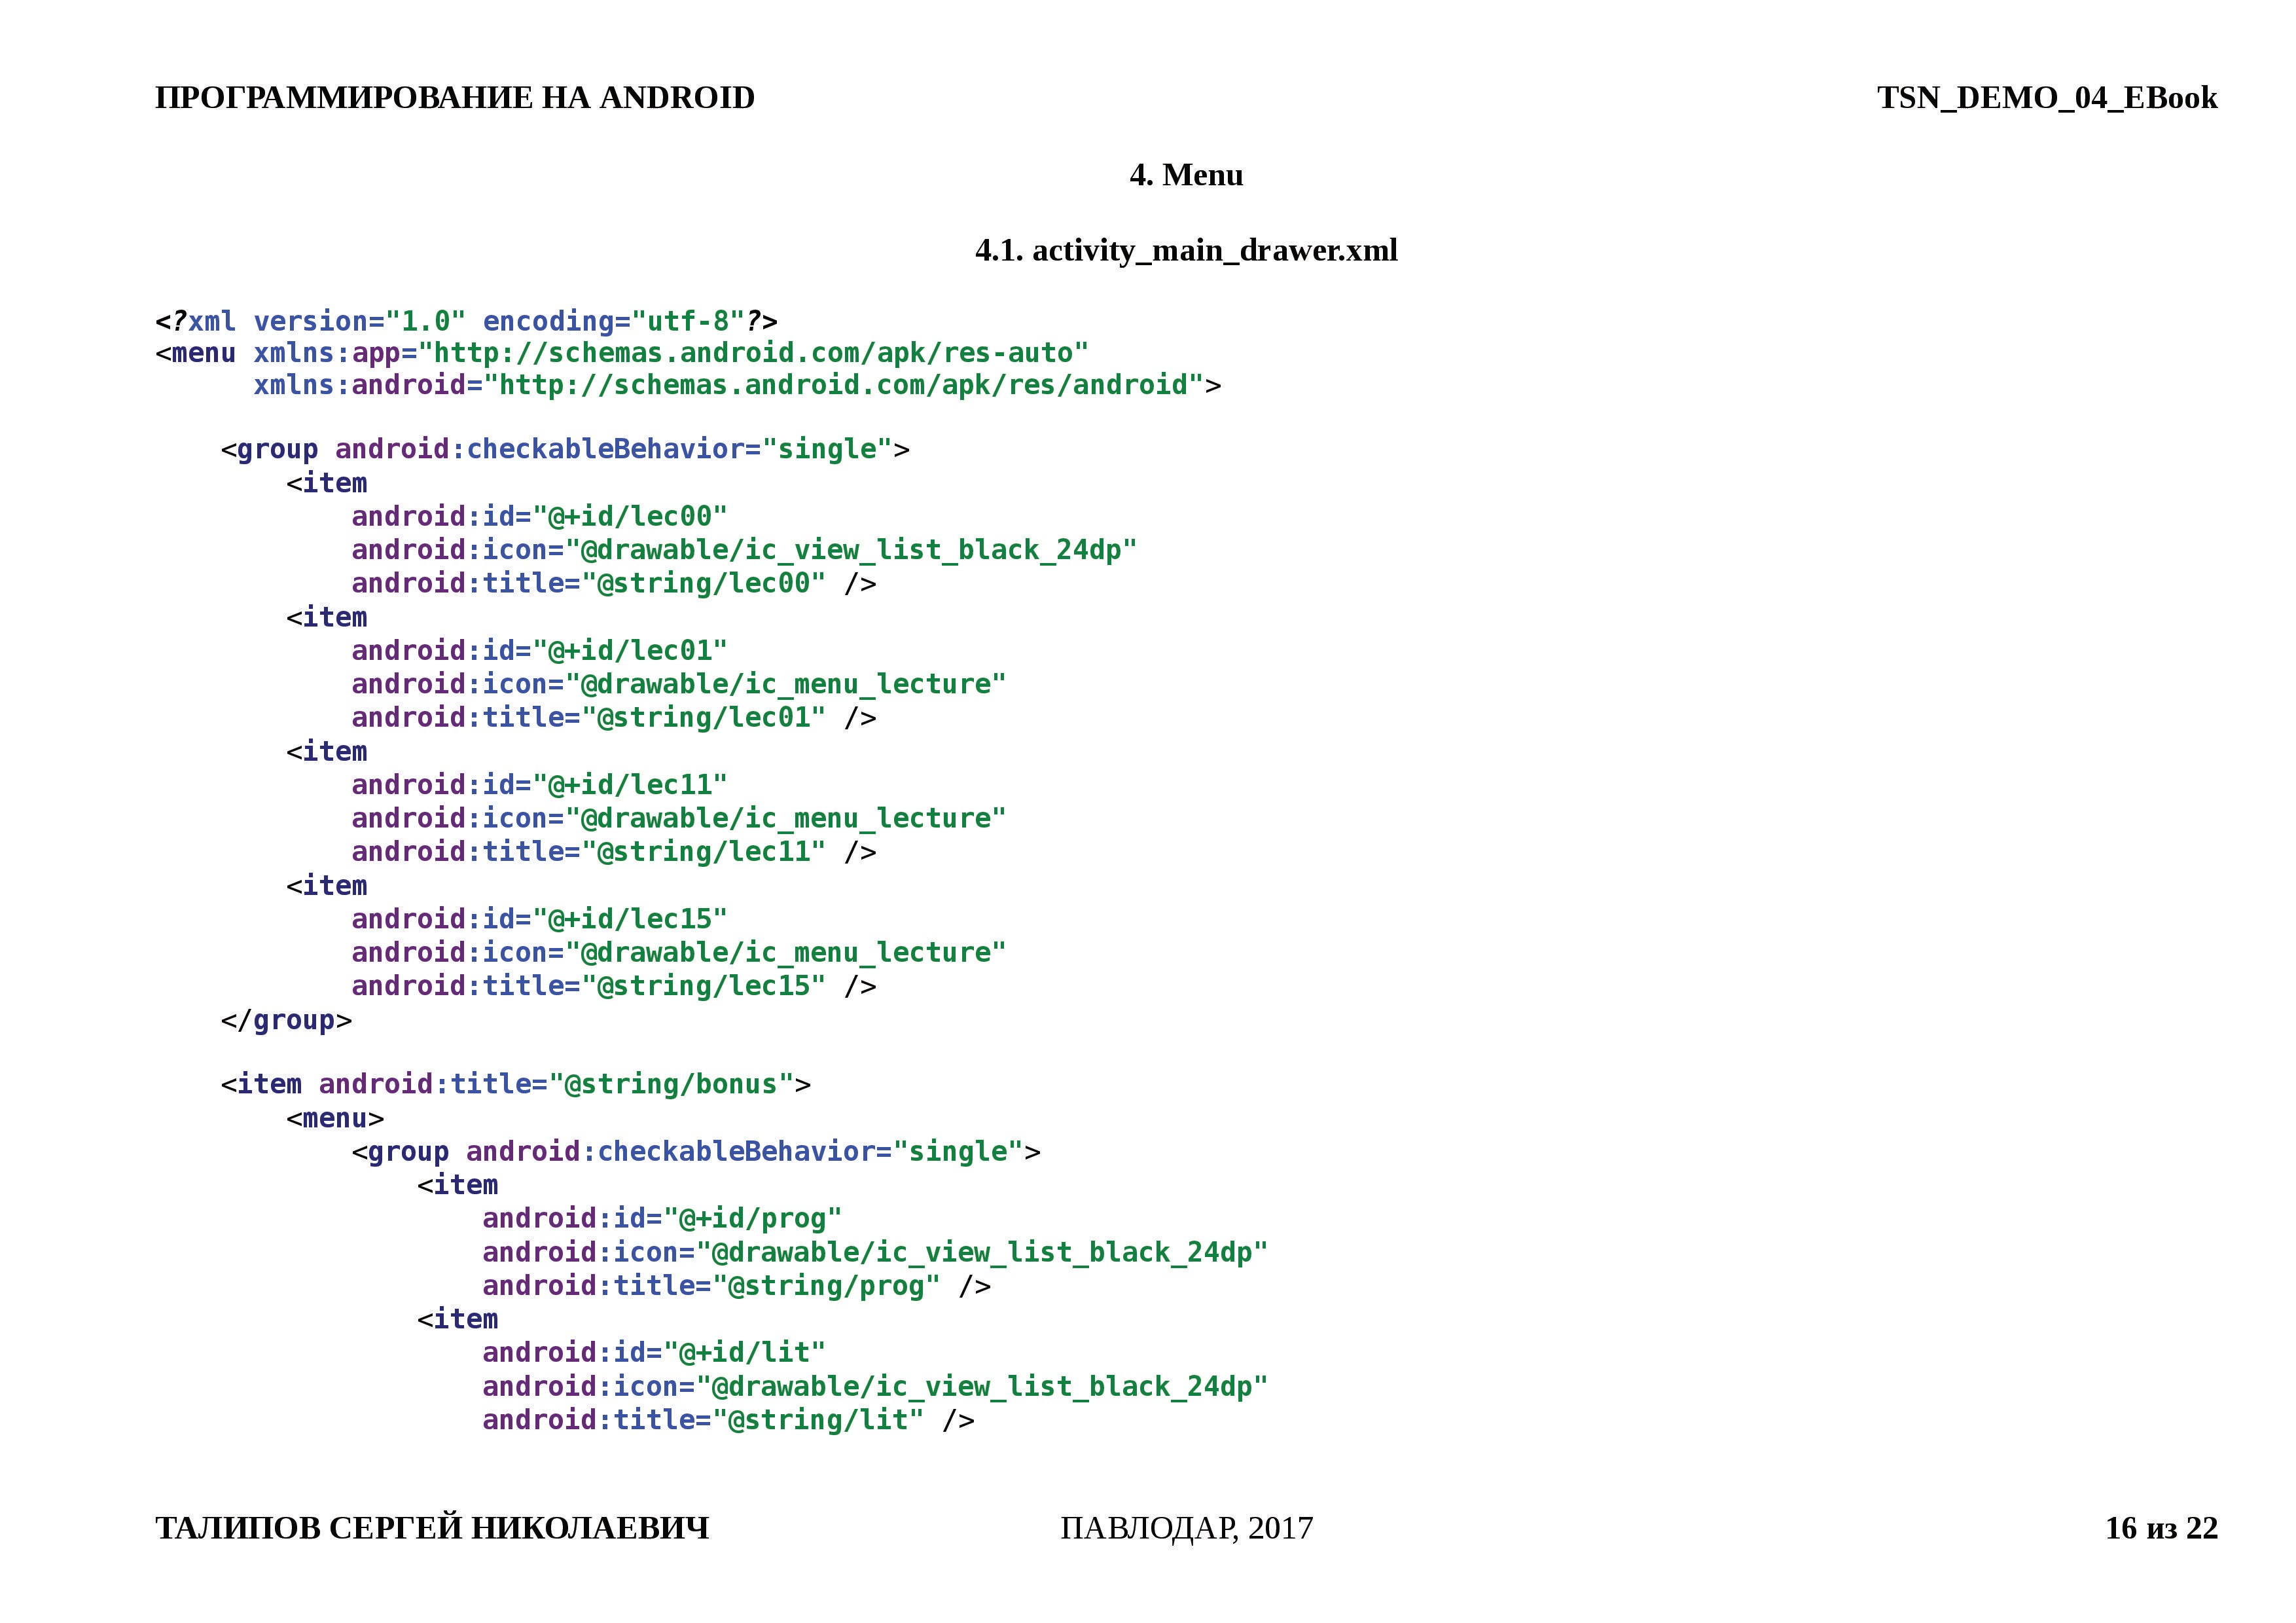 ПРОГРАММИРОВАНИЕ НА ANDROID TSN_DEMO_04_EBook
4. Menu
4.1. activity_main_drawer.xml
<?xml version="1.0" encoding="utf-8"?>
<menu xmlns:app="http://schemas.android.com/apk/res-auto"
      xmlns:android="http://schemas.android.com/apk/res/android">
    <group android:checkableBehavior="single">
        <item
            android:id="@+id/lec00"
            android:icon="@drawable/ic_view_list_black_24dp"
            android:title="@string/lec00" />
        <item
            android:id="@+id/lec01"
            android:icon="@drawable/ic_menu_lecture"
            android:title="@string/lec01" />
        <item
            android:id="@+id/lec11"
            android:icon="@drawable/ic_menu_lecture"
            android:title="@string/lec11" />
        <item
            android:id="@+id/lec15"
            android:icon="@drawable/ic_menu_lecture"
            android:title="@string/lec15" />
    </group>
    <item android:title="@string/bonus">
        <menu>
            <group android:checkableBehavior="single">
                <item
                    android:id="@+id/prog"
                    android:icon="@drawable/ic_view_list_black_24dp"
                    android:title="@string/prog" />
                <item
                    android:id="@+id/lit"
                    android:icon="@drawable/ic_view_list_black_24dp"
                    android:title="@string/lit" />
ТАЛИПОВ СЕРГЕЙ НИКОЛАЕВИЧ ПАВЛОДАР, 2017 16 из 22